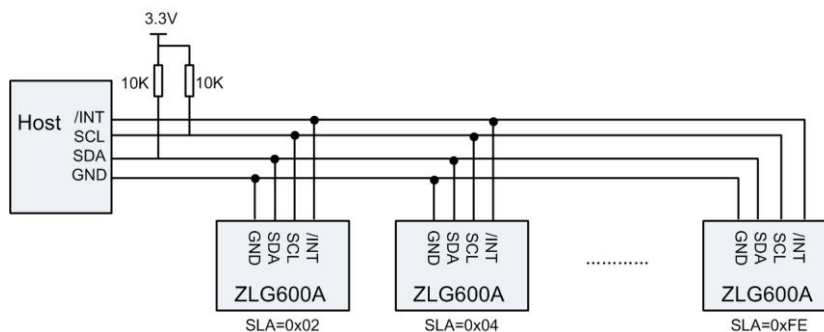 3.3V
10K
10K
Host
/INT
SCL
SDA
GND
GND
SDA
SCL
/INT
ZLG600A
SLA=0x02
GND
SDA
SCL
/INT
ZLG600A
SLA=0x04
............
GND
SDA
SCL
/INT
ZLG600A
SLA=0xFE